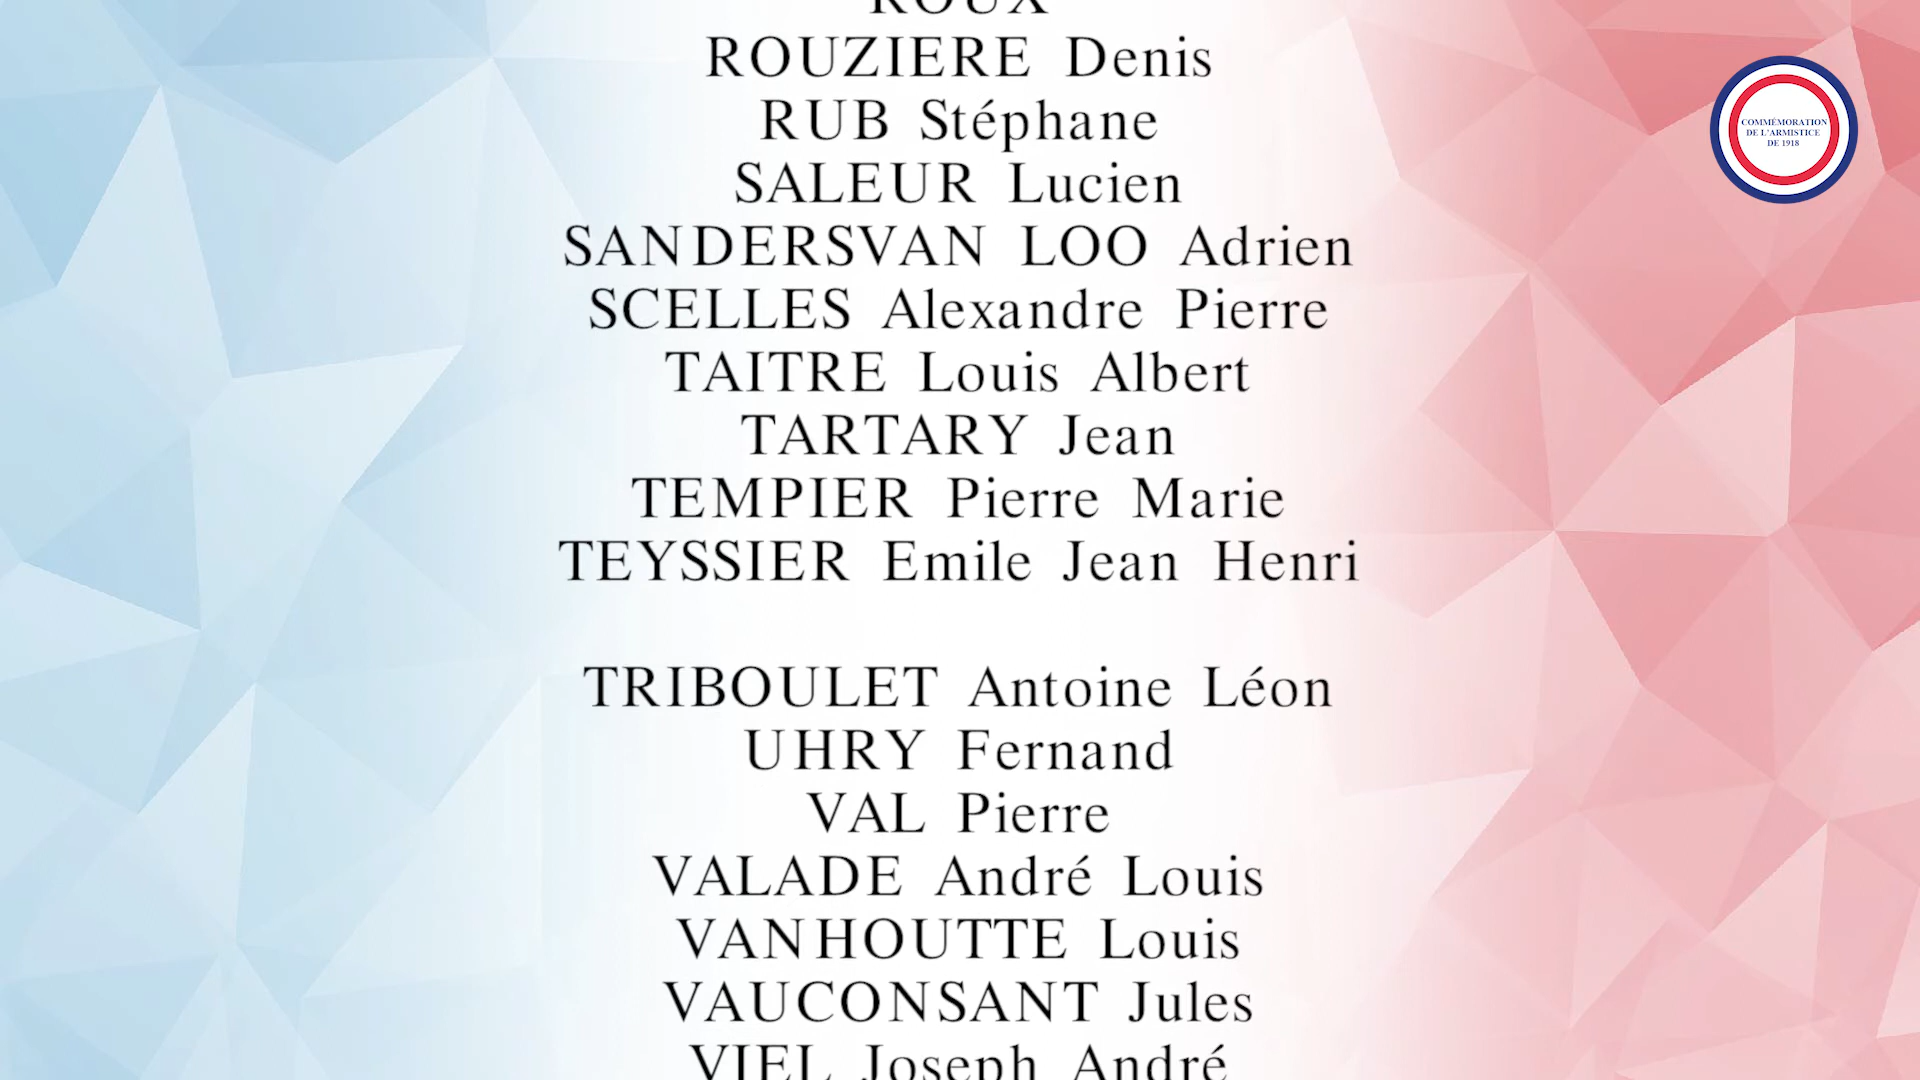 ROUX
ROUZIERE Denis
RUB Stéphane
SALEUR Lucien
SANDERSVAN LOO Adrien
SCELLES Alexandre Pierre
TAITRE Louis Albert
TARTARY Jean
TEMPIER Pierre Marie
TEYSSIER Emile Jean Henri
TRIBOULET Antoine Léon
UHRY Fernand
VAL Pierre
VALADE André Louis
VANHOUTTE Louis
VAUCONSANT Jules
VIEL Joseph André
COMMÉMORATION
DE L'ARMISTICE
DE 1918